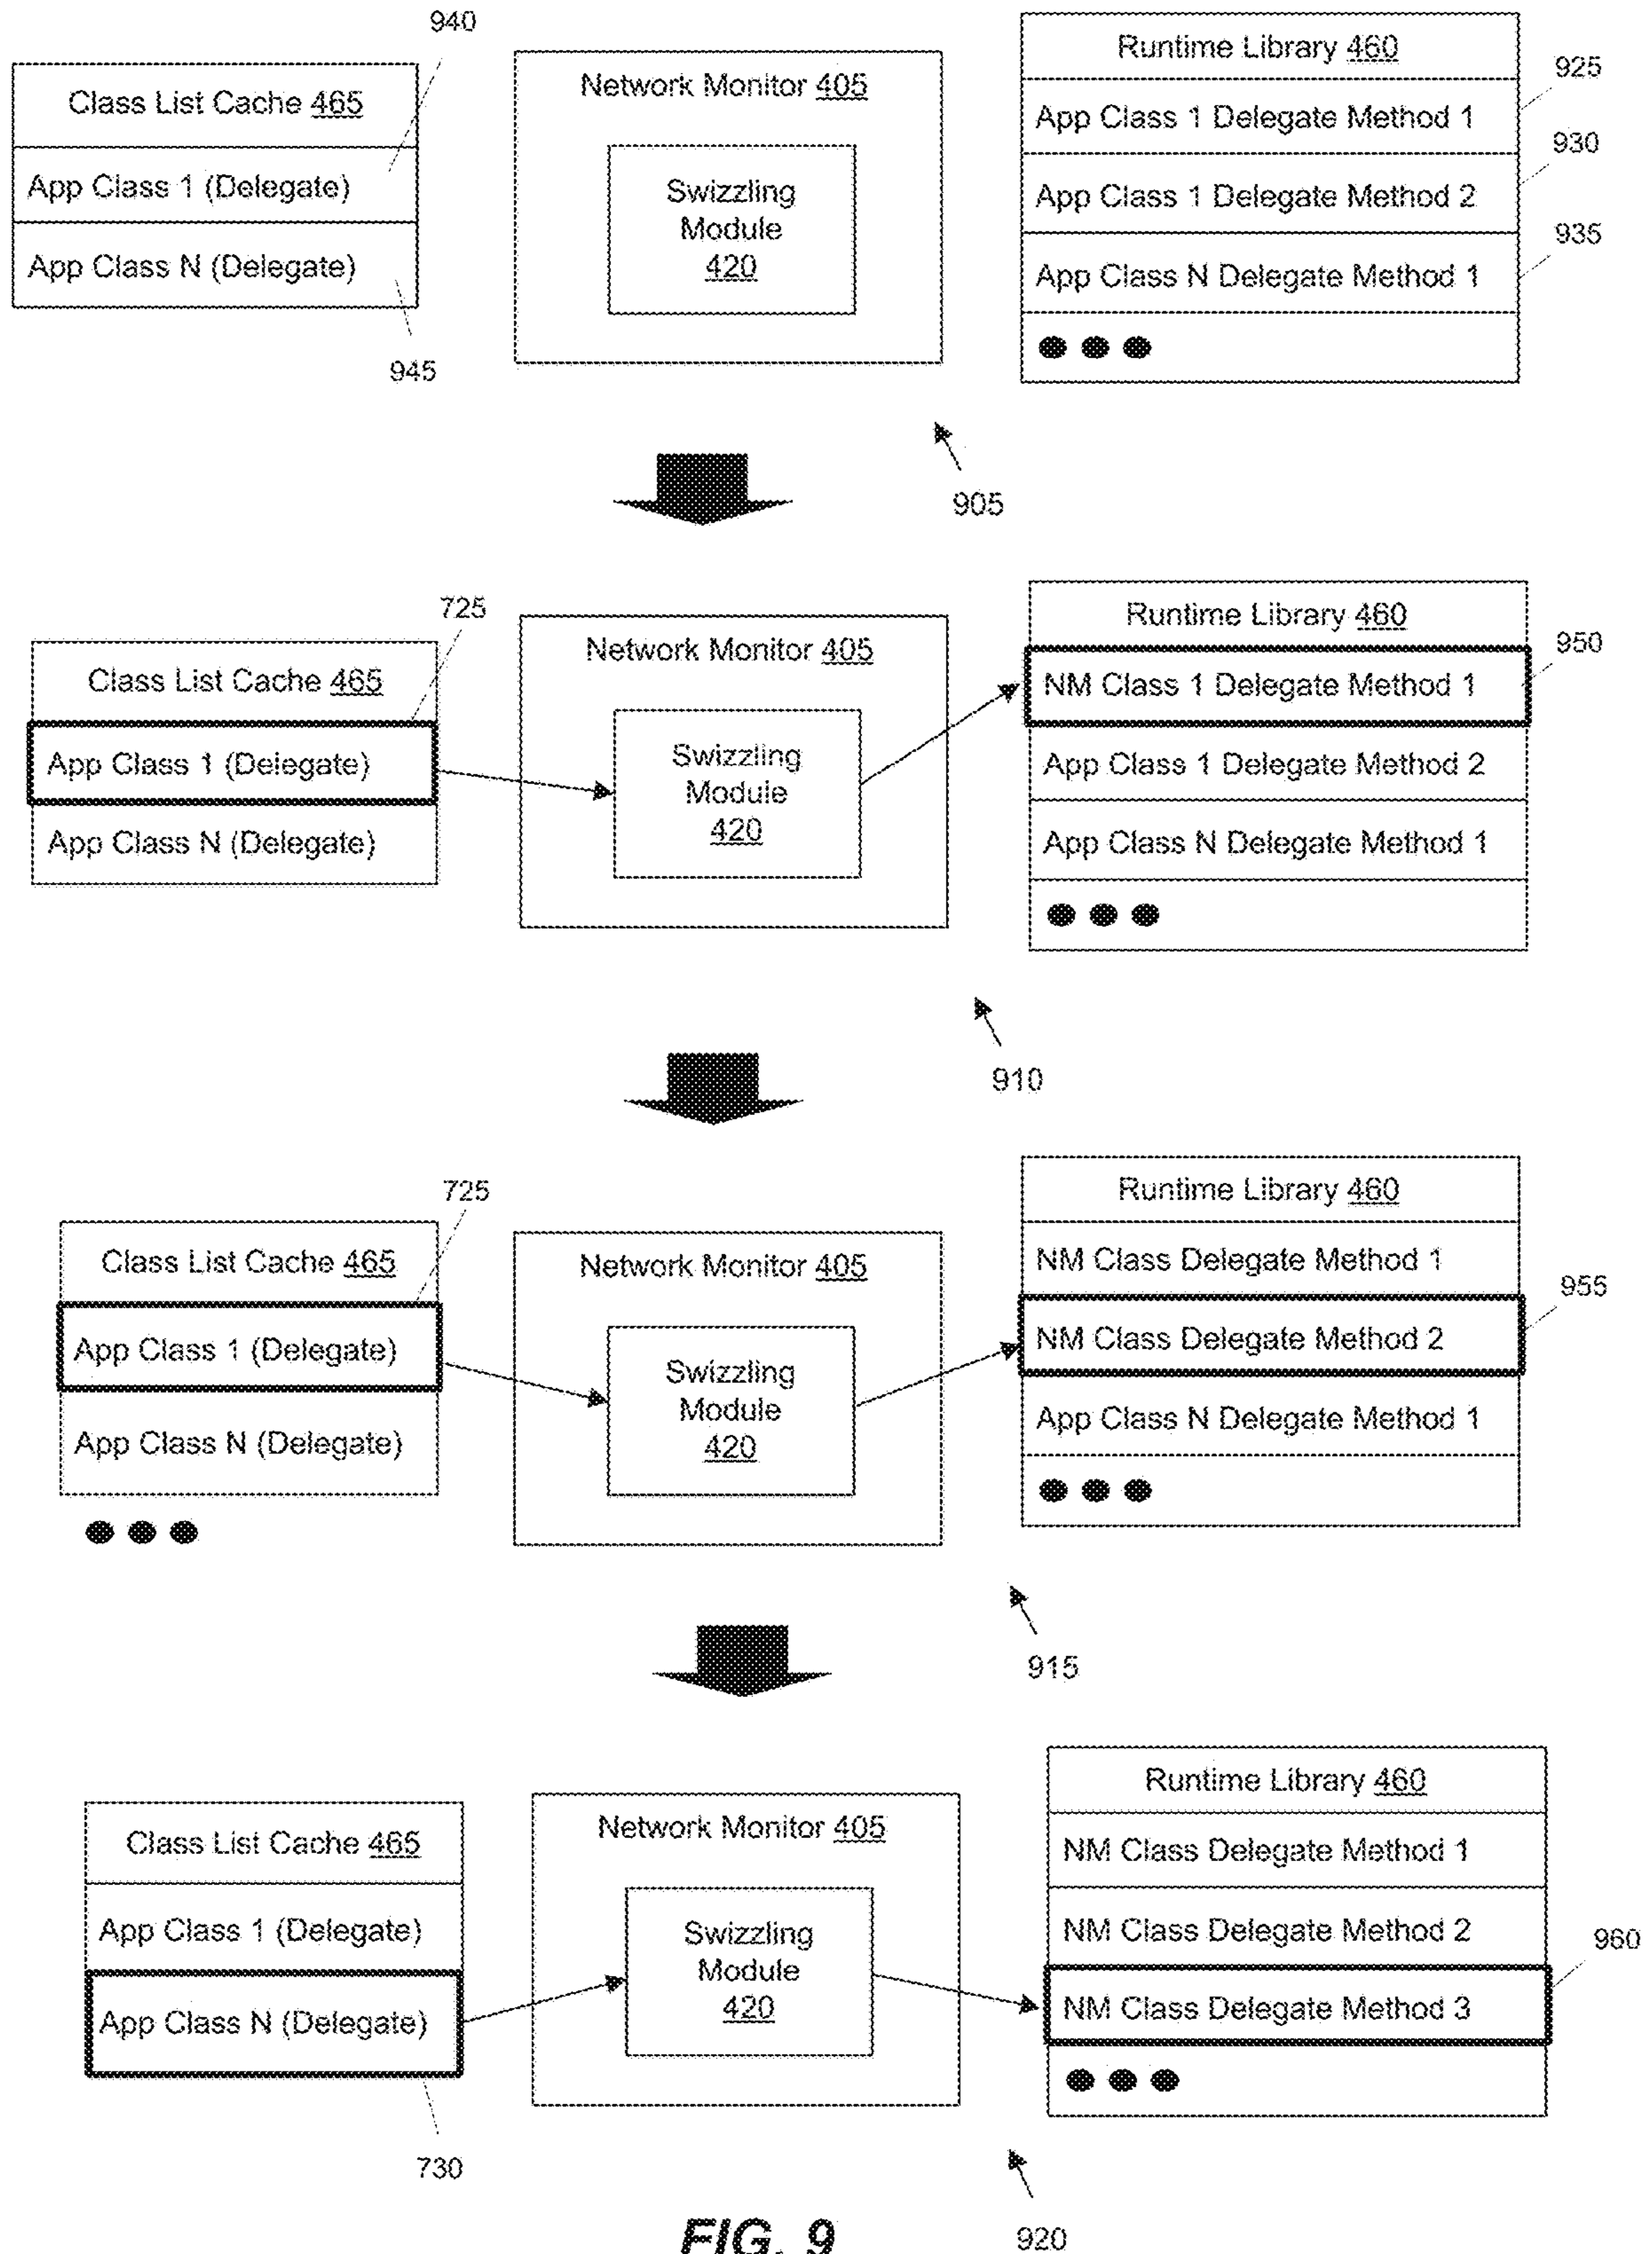 940
Class List Cache 465
App Class 1 (Delegate)
App Class N (Delegate)
945
Network Monitor 405
Swizzling
Module
420
Runtime Library 460
App Class 1 Delegate Method 1
App Class 1 Delegate Method 2
App Class N Delegate Method 1
925
930
935
905
725
Class List Cache 465
App Class 1 (Delegate)
App Class N (Delegate)
Network Monitor 405
Swizzling
Module
420
Runtime Library 460
NM Class 1 Delegate Method 1
App Class 1 Delegate Method 2
App Class N Delegate Method 1
950
910
725
Class List Cache 465
App Class 1 (Delegate)
App Class N (Delegate)
Network Monitor 405
Swizzling
Module
420
Runtime Library 460
NM Class Delegate Method 1
NM Class Delegate Method 2
App Class N Delegate Method 1
955
915
Class List Cache 465
App Class 1 (Delegate)
App Class N (Delegate)
730
Network Monitor 405
Swizzling
Module
420
Runtime Library 460
NM Class Delegate Method 1
NM Class Delegate Method 2
NM Class Delegate Method 3
960
920
FIG. 9